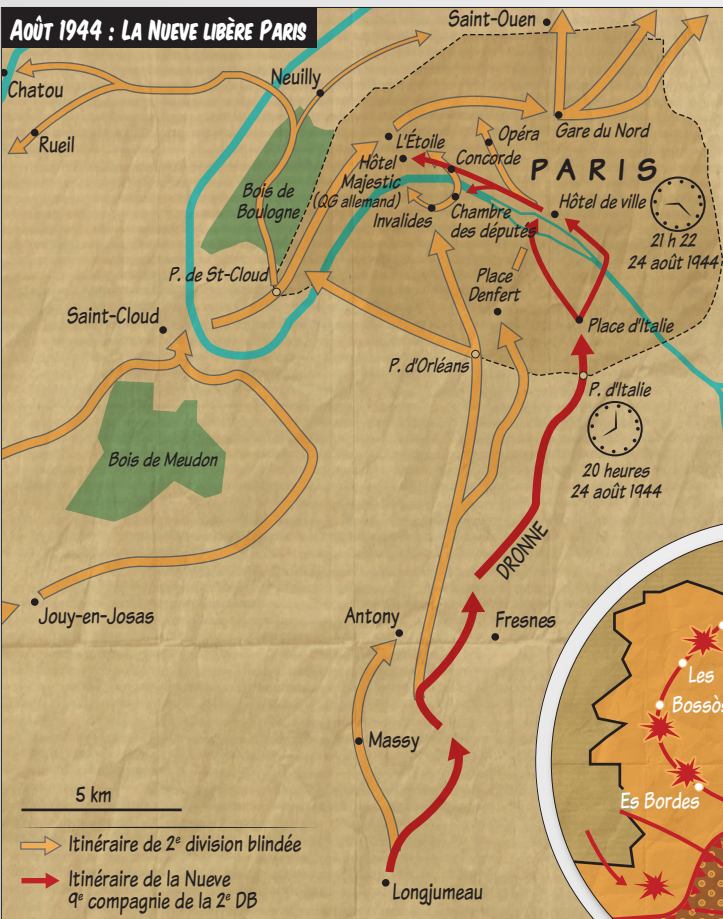 Août 1944 : La Nueve libère Paris
Saint-Ouen
Neuilly
Chatou
Rueil
L'Étoile
Opéra
Gare du Nord
Hôtel
Majestic
(QG allemand)
Concorde
PARIS
Bois de
Boulogne
Invalides
Chambre
des députés
Hôtel de ville
21 h 22
24 août 1944
P. de St-Cloud
Place
Denfert
Saint-Cloud
Place d'Italie
P. d'Orléans
P. d'Italie
20 heures
24 août 1944
Bois de Meudon
DRONNE
Jouy-en-Josas
Antony
Fresnes
Massy
Les
Bossòs
Es Bordes
5 km
Itinéraire de 2e division blindée
Itinéraire de la Nueve
9e compagnie de la 2e DB
Longjumeau